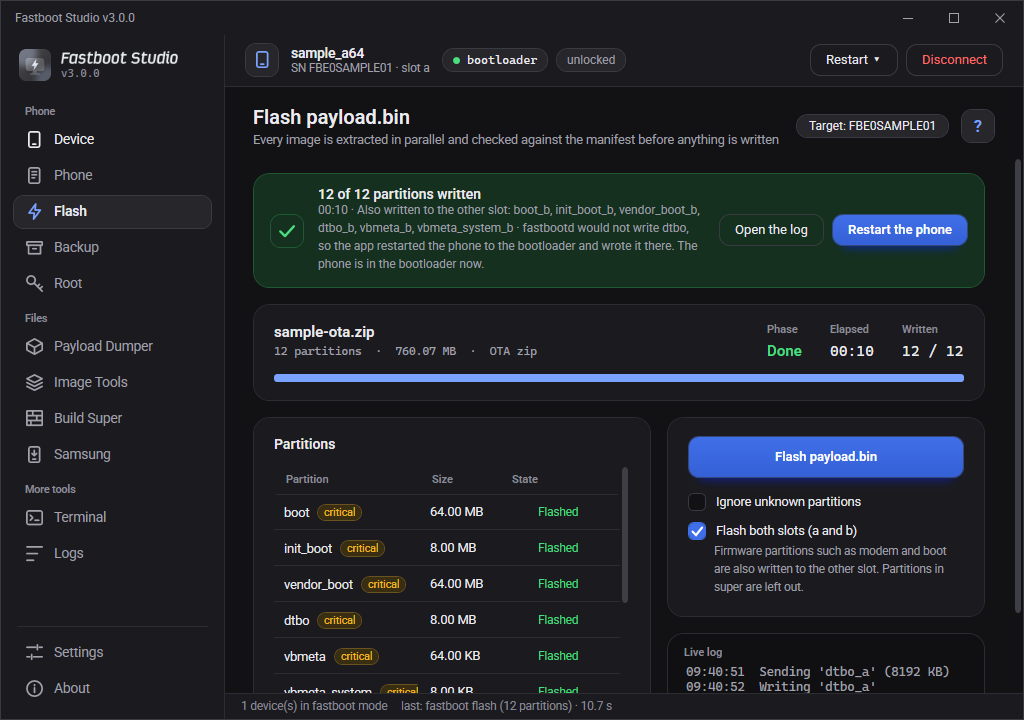 Fastboot Studio v3.0.0
Fastboot Studio
v3.0.0
Phone
Device
Phone
Flash
Backup
Root
Files
Payload Dumper
Image Tools
Build Super
Samsung
More tools
Terminal
Logs
Settings
About
sample_a64
SN FBE0SAMPLE01 · slot a
bootloader
unlocked
Restart ▾
Disconnect
Flash payload.bin
Every image is extracted in parallel and checked against the manifest before anything is written
Target: FBE0SAMPLE01
?
12 of 12 partitions written
00:10 · Also written to the other slot: boot_b, init_boot_b, vendor_boot_b,
dtbo_b, vbmeta_b, vbmeta_system_b · fastbootd would not write dtbo,
so the app restarted the phone to the bootloader and wrote it there. The
phone is in the bootloader now.
Open the log
Restart the phone
sample-ota.zip
12 partitions · 760.07 MB · OTA zip
Phase Elapsed Written
Done 00:10 12 / 12
Partitions
Partition Size State
boot critical 64.00 MB Flashed
init_boot critical 8.00 MB Flashed
vendor_boot critical 64.00 MB Flashed
dtbo critical 8.00 MB Flashed
vbmeta critical 64.00 KB Flashed
vbmeta_system critical 8.00 KB Flashed
Flash payload.bin
Ignore unknown partitions
Flash both slots (a and b)
Firmware partitions such as modem and boot
are also written to the other slot. Partitions in
super are left out.
Live log
09:40:51 Sending 'dtbo_a' (8192 KB)
09:40:52 Writing 'dtbo_a'
1 device(s) in fastboot mode last: fastboot flash (12 partitions) · 10.7 s